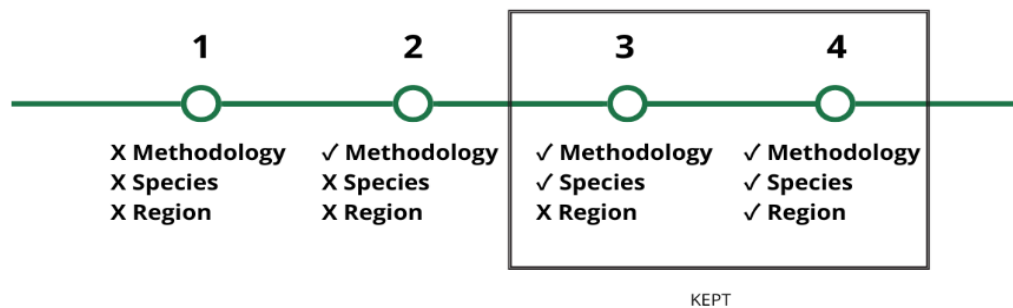 1
X Methodology
X Species
X Region
2
✓ Methodology
X Species
X Region
3
✓ Methodology
✓ Species
X Region
4
✓ Methodology
✓ Species
✓ Region
KEPT